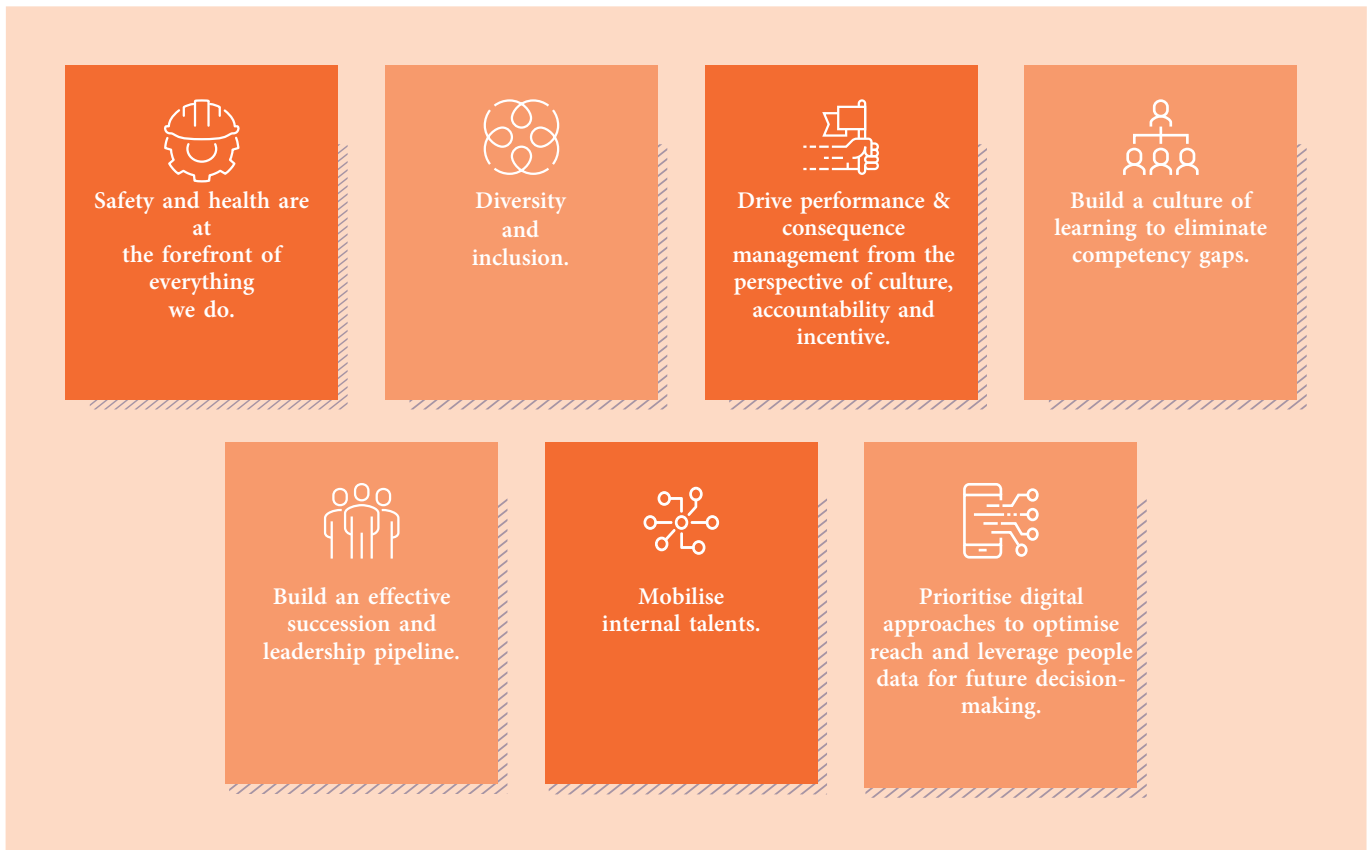 Safety and health are
at
the forefront of
everything
we do.
Diversity
and
inclusion.
Drive performance &
consequence
management from the
perspective of culture,
accountability and
incentive.
Build a culture of
learning to eliminate
competency gaps.
Build an effective
succession and
leadership pipeline.
Mobilise
internal talents.
Prioritise digital
approaches to optimise
reach and leverage people
data for future decision-
making.